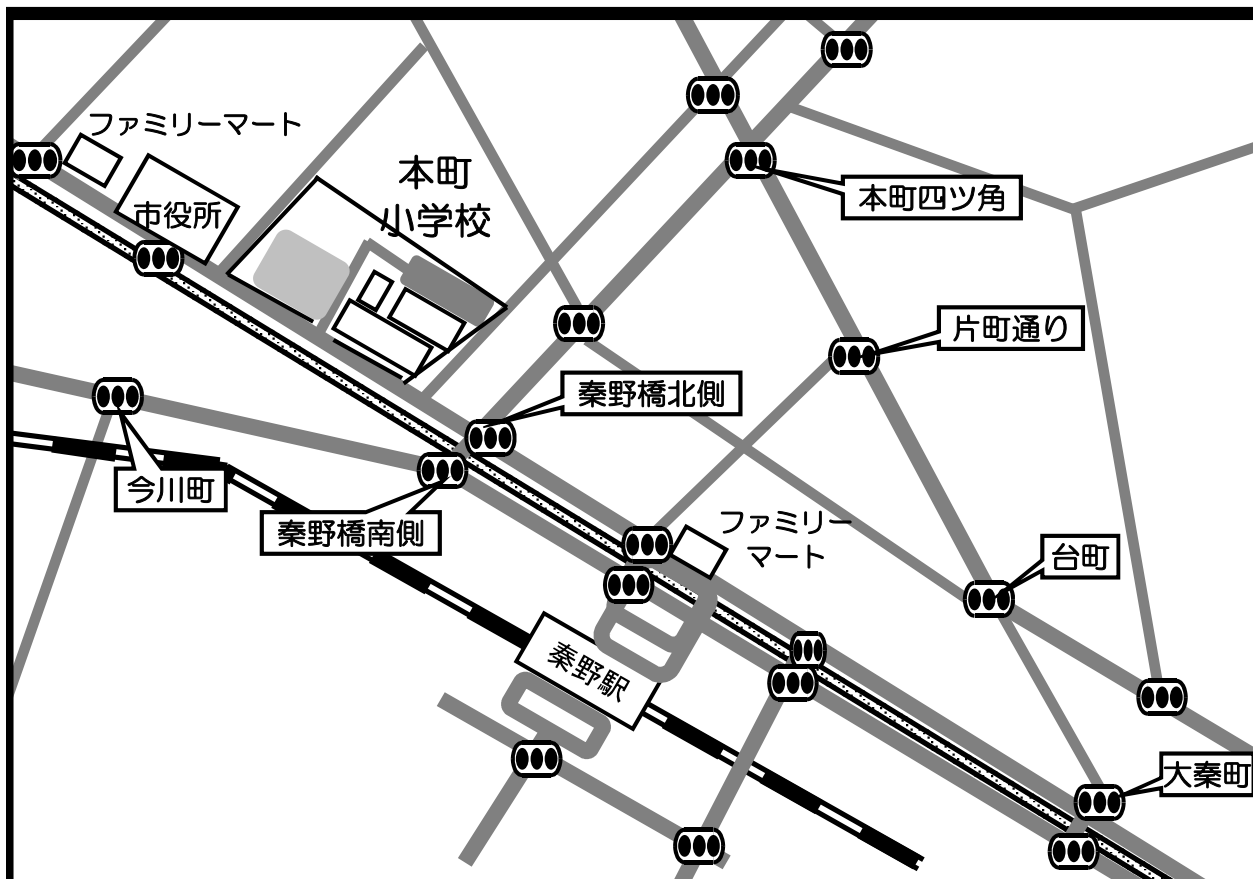 ファミリーマート
本町
小学校
市役所
本町四ツ角
片町通り
秦野橋北側
今川町
秦野橋南側
ファミリー
マート
台町
秦野駅
大秦町